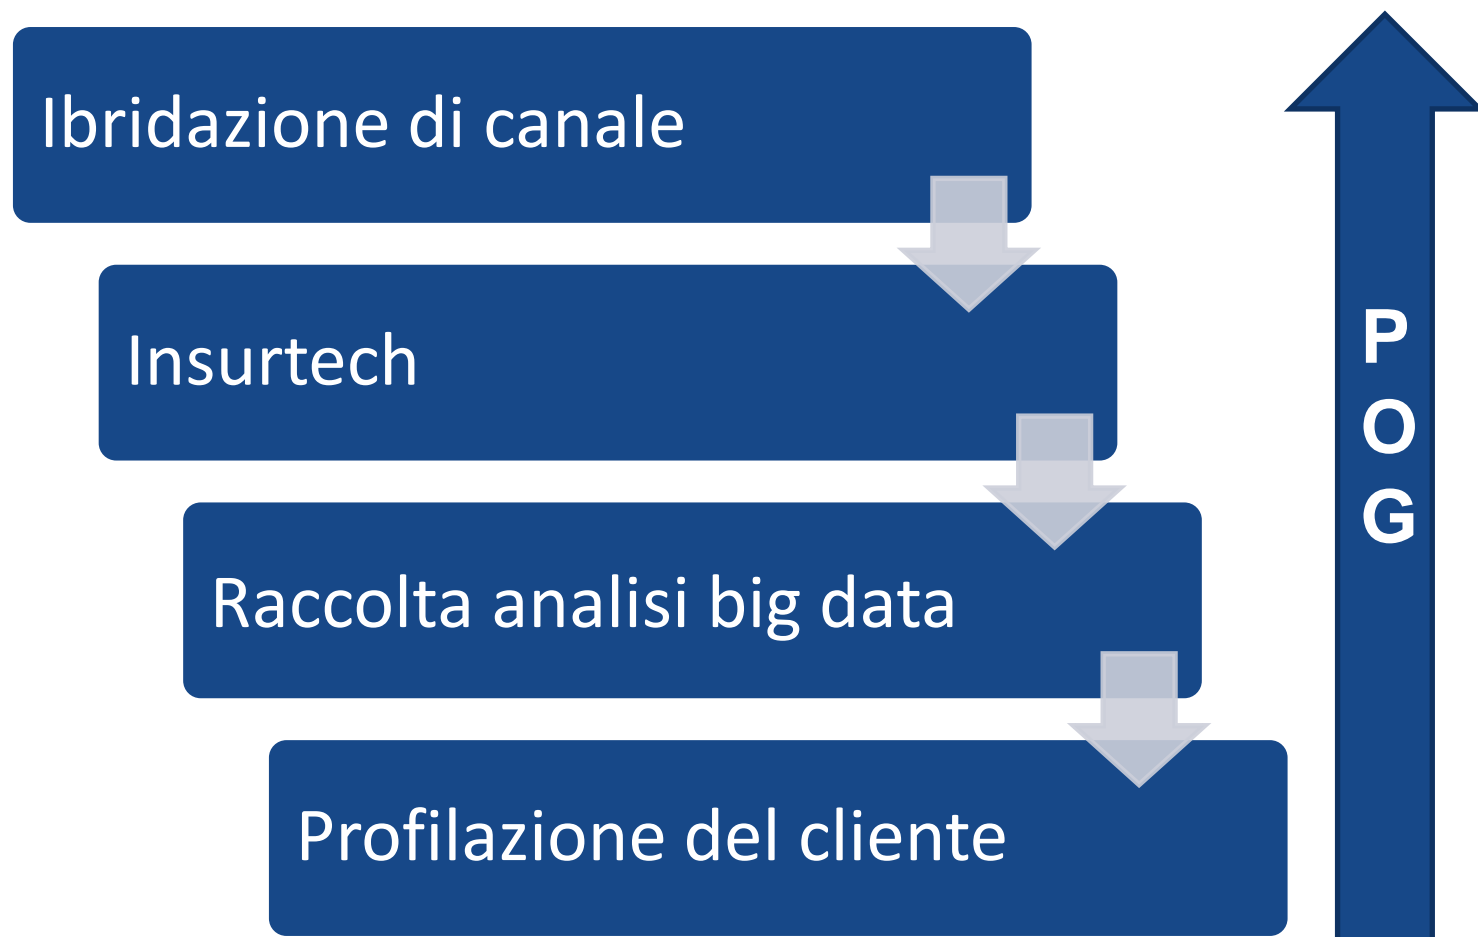 Ibridazione di canale
Insurtech
Raccolta analisi big data
Profilazione del cliente
P
O
G